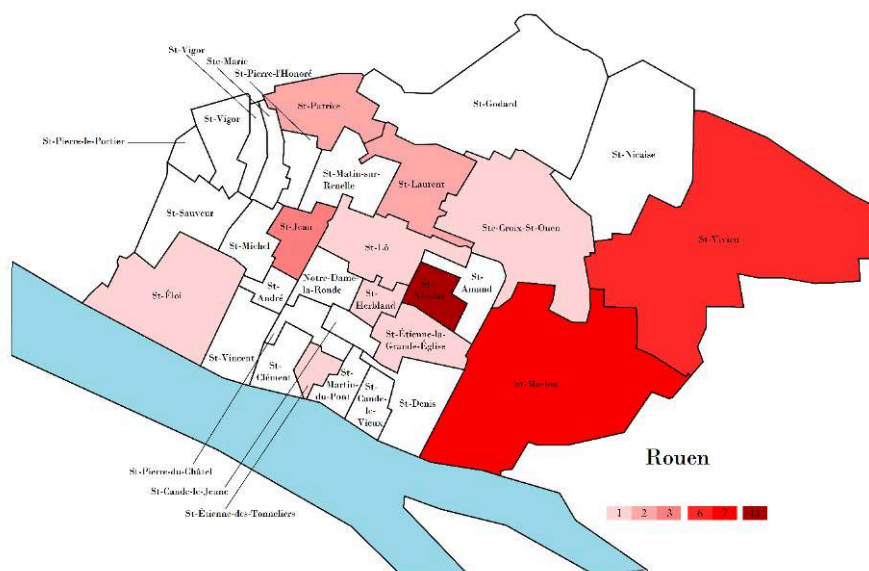 St-Vigor
Ste-Marie
St-Pierre-l'Honoré
St-Patrice
St-Godard
St-Vigor
St-Pierre-le-Portier
St-Nicaise
St-Matin-sur-
Renelle
St-Laurent
St-Sauveur
St-Jean
Ste-Croix-St-Ouen
St-Vivien
St-Michel
St-Lô
Notre-Dame-
la-Ronde
St-
Amand
St-Éloi
St-
André
St-
Herbland
St-Étienne-la-
Grande-Église
St-Vincent
St-
Clément
St-
Martin-
du-Pont
St-
Cande-
le-
Vieux
St-Denis
St-Maclou
Rouen
St-Pierre-du-Châtel
St-Cande-le-Jeune
St-Étienne-des-Tonneliers
1 2 3 6 7